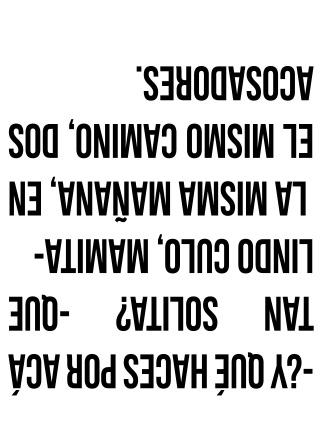 -¿Y QUÉ HACES POR ACÁ
TAN SOLITA? -QUE
LINDO CULO, MAMITA-
LA MISMA MAÑANA, EN
EL MISMO CAMINO, DOS
ACOSADORES.